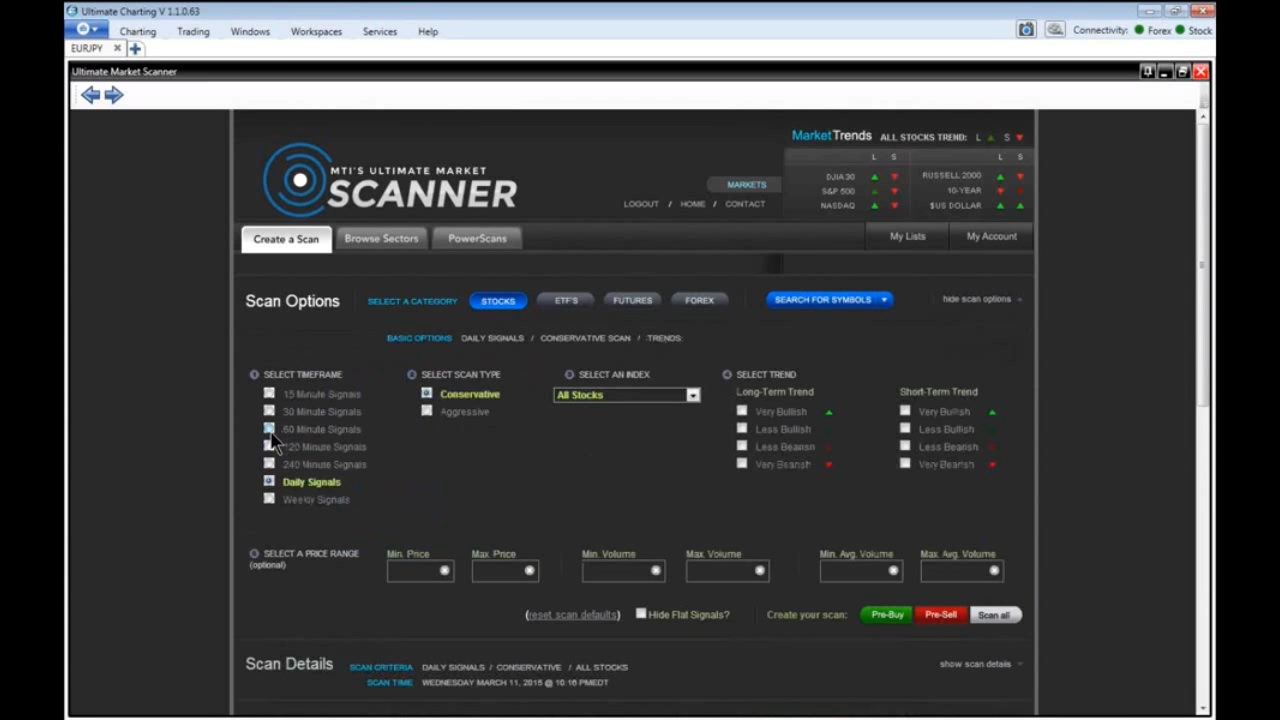 Ultimate Charting V 1.1.0.63
Charting Trading Windows Workspaces Services Help Connectivity: Forex Stock
EURJPY
Ultimate Market Scanner
MarketTrends ALL STOCKS TREND: L S
L S L S
DJIA 30 RUSSELL 2000
S&P 500 10-YEAR
NASDAQ $US DOLLAR
MTI'S ULTIMATE MARKET
SCANNER
MARKETS
LOGOUT / HOME / CONTACT
Create a Scan Browse Sectors PowerScans My Lists My Account
Scan Options SELECT A CATEGORY STOCKS ETF'S FUTURES FOREX SEARCH FOR SYMBOLS hide scan options
BASIC OPTIONS DAILY SIGNALS / CONSERVATIVE SCAN / TRENDS:
SELECT TIMEFRAME SELECT SCAN TYPE SELECT AN INDEX SELECT TREND
15 Minute Signals Conservative All Stocks Long-Term Trend Short-Term Trend
30 Minute Signals Aggressive Very Bullish Very Bullish
60 Minute Signals Less Bullish Less Bullish
120 Minute Signals Less Bearish Less Bearish
240 Minute Signals Very Bearish Very Bearish
Daily Signals
Weekly Signals
SELECT A PRICE RANGE Min. Price Max. Price Min. Volume Max. Volume Min. Avg. Volume Max. Avg. Volume
(optional)
(reset scan defaults) Hide Flat Signals? Create your scan: Pre-Buy Pre-Sell Scan all
Scan Details SCAN CRITERIA DAILY SIGNALS / CONSERVATIVE / ALL STOCKS show scan details
SCAN TIME WEDNESDAY MARCH 11, 2015 @ 10:16 PMEDT